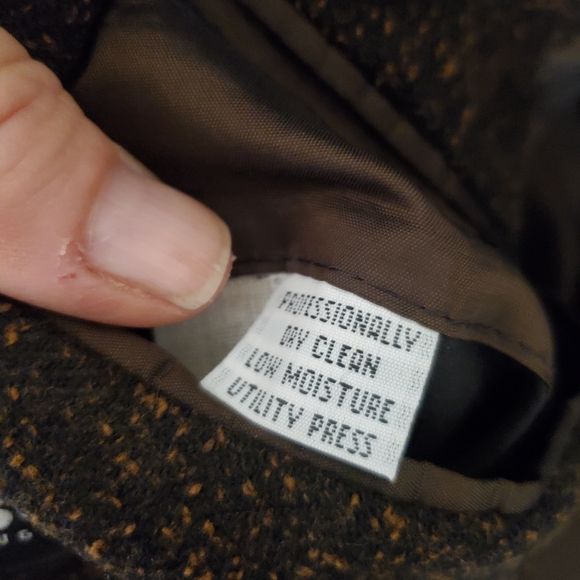 PROFESSIONALLY
DRY CLEAN
LOW MOISTURE
UTILITY PRESS